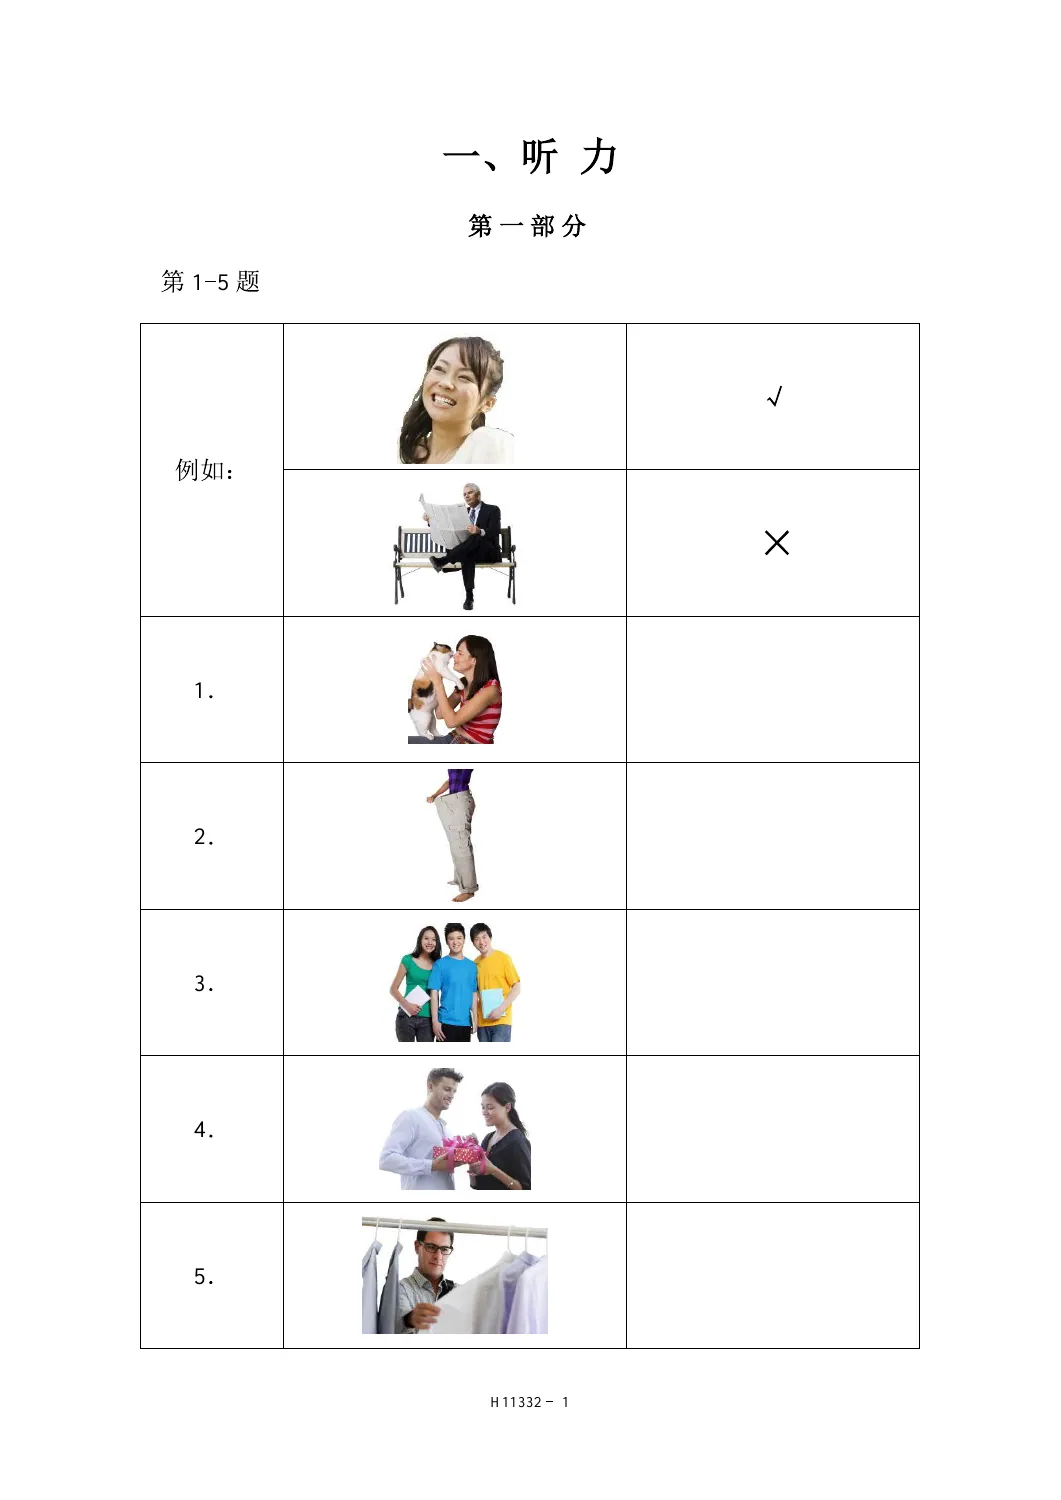 一、听 力
第 一 部 分
第 1-5 题
例如：
√
×
1.
2.
3.
4.
5.
H11332 - 1